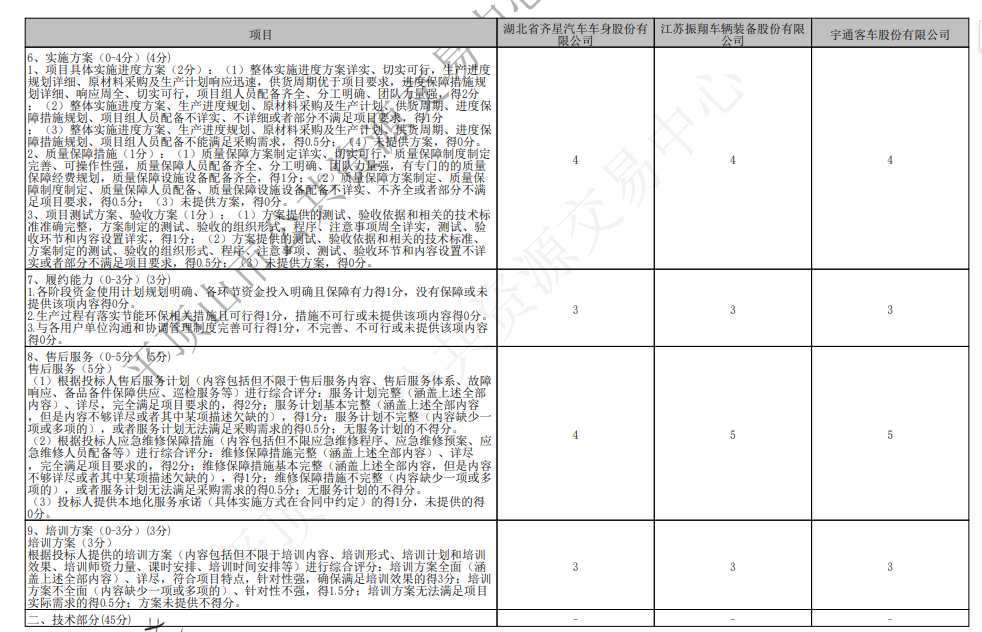 项目
湖北省齐星汽车车身股份有
限公司
江苏振翔车辆装备股份有限
公司
宇通客车股份有限公司
6、实施方案（0-4分）(4分)
1、项目具体实施进度方案（2分）；（1）整体实施进度方案详实、切实可行，生产进度
规划详细、原材料采购及生产计划响应迅速，供货周期优于项目要求，进度保障措施规
划详细、响应周全、切实可行，项目组人员配备齐全、分工明确、团队力量强，得2分
；（2）整体实施进度方案、生产进度规划、原材料采购及生产计划、供货周期、进度保
障措施规划、项目组人员配备不详实、不详细或者部分不满足项目要求，得1分
；（3）整体实施进度方案、生产进度规划、原材料采购及生产计划、供货周期、进度保
障措施规划、项目组人员配备不能满足采购需求，得0.5分；（4）未提供方案，得0分。
2、质量保障措施（1分）：（1）质量保障方案制定详实、切实可行，质量保障制度制定
完善、可操作性强，质量保障人员配备齐全、分工明确、团队力量强，有专门的的质量
保障经费规划，质量保障设施设备配备齐全，得1分；（2）质量保障方案制定、质量保
障制度制定、质量保障人员配备、质量保障设施设备配备不详实、不齐全或者部分不满
足项目要求，得0.5分；（3）未提供方案，得0分。
3、项目测试方案、验收方案（1分）：（1）方案提供的测试、验收依据和相关的技术标
准准确完整，方案制定的测试、验收的组织形式、程序、注意事项周全详实，测试、验
收环节和内容设置详实，得1分；（2）方案提供的测试、验收依据和相关的技术标准、
方案制定的测试、验收的组织形式、程序、注意事项、测试、验收环节和内容设置不详
实或者部分不满足项目要求，得0.5分；（3）未提供方案，得0分。
4
4
4
7、履约能力（0-3分）(3分)
1.各阶段资金使用计划规划明确、各环节资金投入明确且保障有力得1分，没有保障或未
提供该项内容得0分。
2.生产过程有落实节能环保相关措施且可行得1分，措施不可行或未提供该项内容得0分。
3.与各用户单位沟通和协调管理制度完善可行得1分，不完善、不可行或未提供该项内容
得0分。
3
3
3
8、售后服务（0-5分）(5分)
售后服务（5分）
（1）根据投标人售后服务计划（内容包括但不限于售后服务内容、售后服务体系、故障
响应、备品备件保障供应、巡检服务等）进行综合评分：服务计划完整（涵盖上述全部
内容）、详尽，完全满足项目要求的，得2分；服务计划基本完整（涵盖上述全部内容
，但是内容不够详尽或者其中某项描述欠缺的），得1分；服务计划不完整（内容缺少一
项或多项的），或者服务计划无法满足采购需求的得0.5分；无服务计划的不得分。
（2）根据投标人应急维修保障措施（内容包括但不限应急维修程序、应急维修预案、应
急维修人员配备等）进行综合评分：维修保障措施完整（涵盖上述全部内容）、详尽
，完全满足项目要求的，得2分；维修保障措施基本完整（涵盖上述全部内容，但是内容
不够详尽或者其中某项描述欠缺的），得1分；维修保障措施不完整（内容缺少一项或多
项的），或者服务计划无法满足采购需求的得0.5分；无服务计划的不得分。
（3）投标人提供本地化服务承诺（具体实施方式在合同中约定）的得1分，未提供的得
0分。
4
5
5
9、培训方案（0-3分）(3分)
培训方案（3分）
根据投标人提供的培训方案（内容包括但不限于培训内容、培训形式、培训计划和培训
效果、培训师资力量、课时安排、培训时间安排等）进行综合评分：培训方案全面（涵
盖上述全部内容）、详尽，符合项目特点，针对性强，确保满足培训效果的得3分；培训
方案不全面（内容缺少一项或多项的）、针对性不强，得1.5分；培训方案无法满足项目
实际需求的得0.5分；方案未提供不得分。
3
3
3
二、技术部分(45分)
-
-
-
平顶山市公共资源交易中心